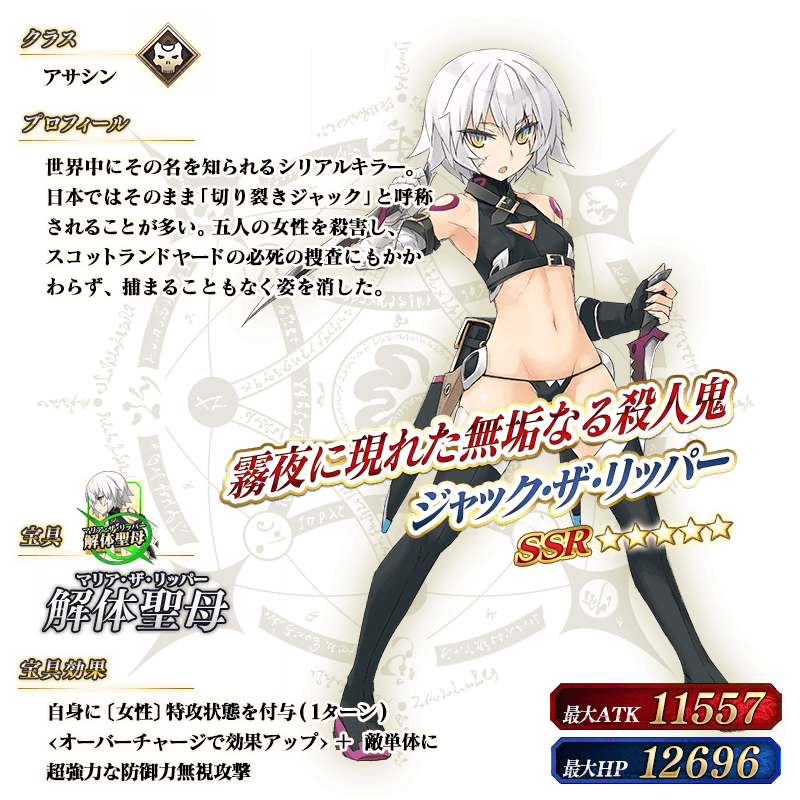 クラス
アサシン
プロフィール
世界中にその名を知られるシリアルキラー。
日本ではそのまま「切り裂きジャック」と呼称
されることが多い。五人の女性を殺害し、
スコットランドヤードの必死の捜査にもかか
わらず、捕まることもなく姿を消した。
霧夜に現れた無垢なる殺人鬼
ジャック・ザ・リッパー
SSR ☆☆☆☆☆
宝具
マリア・ザ・リッパー
解体聖母
マリア・ザ・リッパー
解体聖母
宝具効果
自身に〔女性〕特攻状態を付与(1ターン)
<オーバーチャージで効果アップ> + 敵単体に
超強力な防御力無視攻撃
最大ATK 11557
最大HP 12696